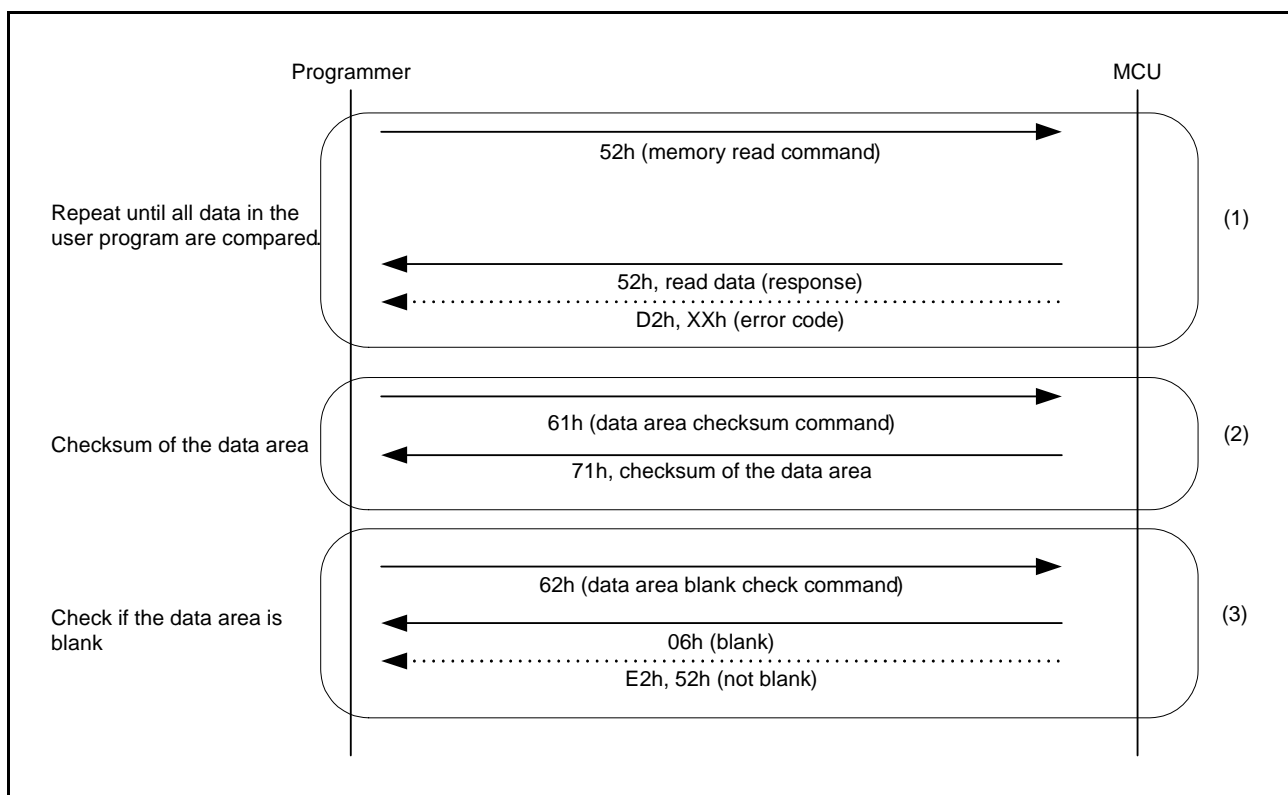 Programmer
MCU
52h (memory read command)
Repeat until all data in the
user program are compared.
(1)
52h, read data (response)
D2h, XXh (error code)
61h (data area checksum command)
(2)
Checksum of the data area
71h, checksum of the data area
62h (data area blank check command)
Check if the data area is
blank
(3)
06h (blank)
E2h, 52h (not blank)